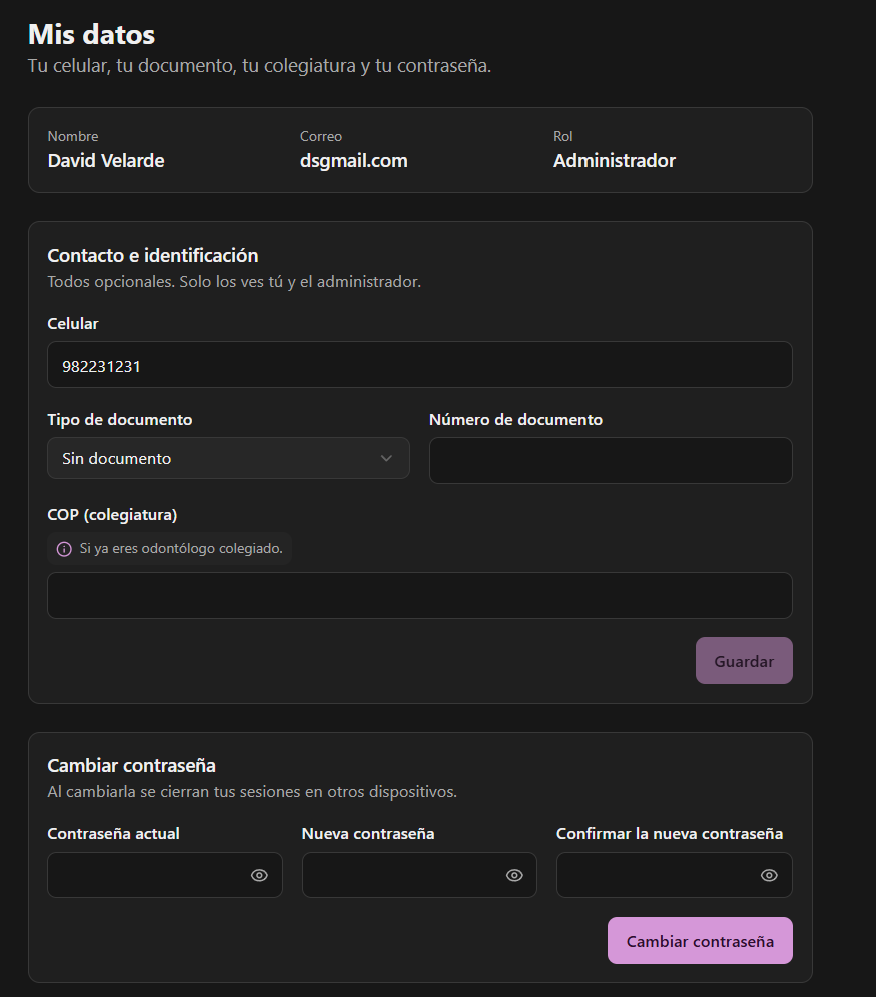 Mis datos
Tu celular, tu documento, tu colegiatura y tu contraseña.
Nombre
David Velarde
Correo
dsgmail.com
Rol
Administrador
Contacto e identificación
Todos opcionales. Solo los ves tú y el administrador.
Celular
982231231
Tipo de documento
Sin documento
Número de documento
COP (colegiatura)
Si ya eres odontólogo colegiado.
Guardar
Cambiar contraseña
Al cambiarla se cierran tus sesiones en otros dispositivos.
Contraseña actual
Nueva contraseña
Confirmar la nueva contraseña
Cambiar contraseña